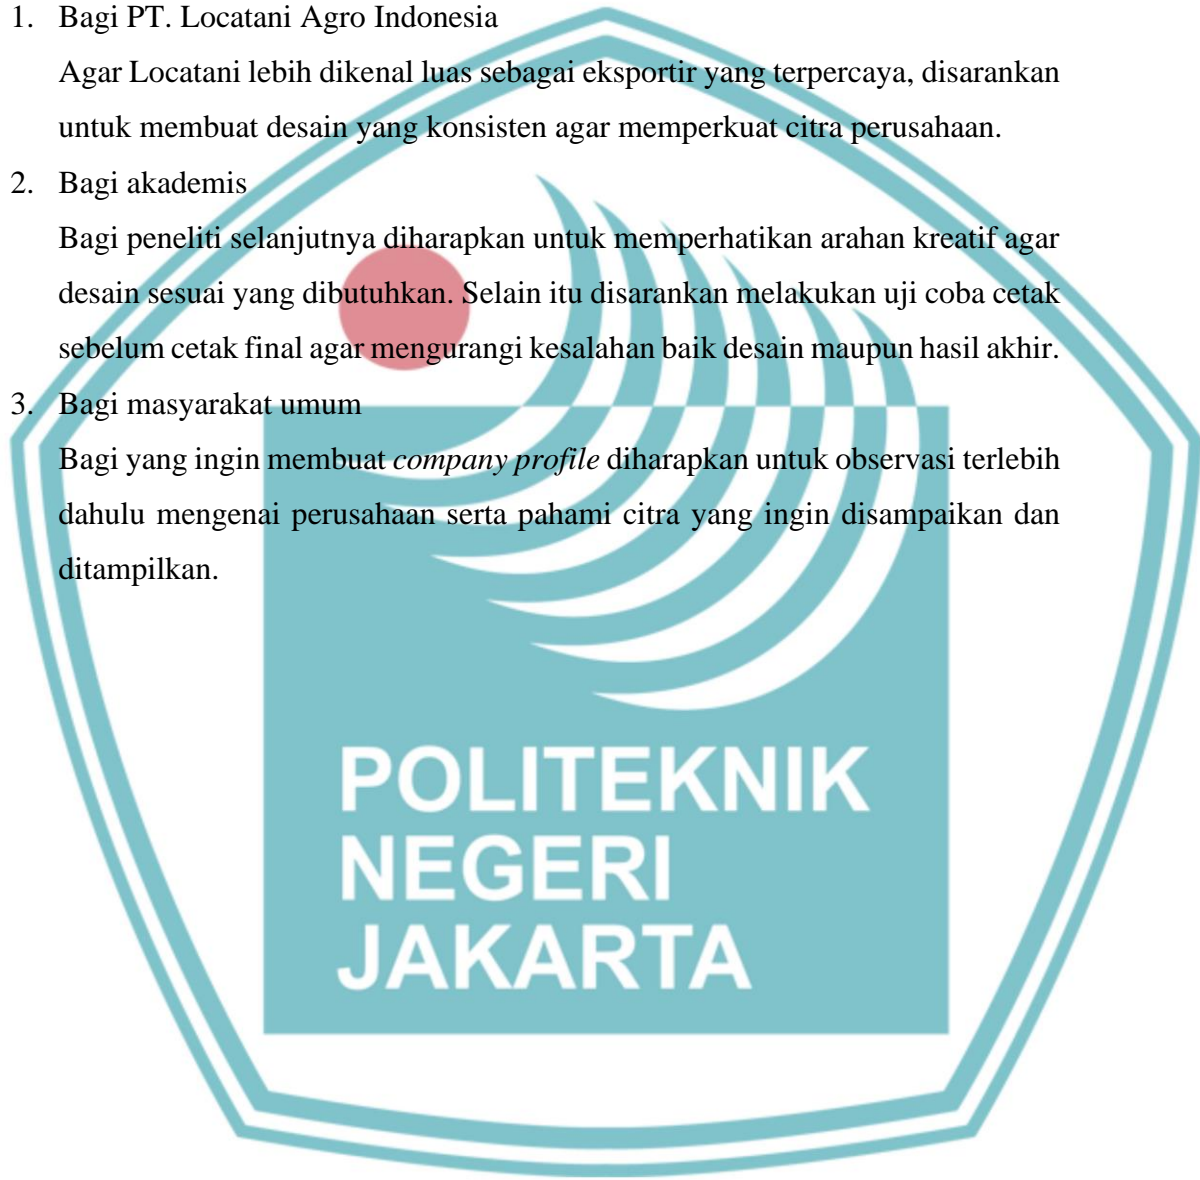 1. Bagi PT. Locatani Agro Indonesia
Agar Locatani lebih dikenal luas sebagai eksportir yang terpercaya, disarankan
untuk membuat desain yang konsisten agar memperkuat citra perusahaan.
2. Bagi akademis
Bagi peneliti selanjutnya diharapkan untuk memperhatikan arahan kreatif agar
desain sesuai yang dibutuhkan. Selain itu disarankan melakukan uji coba cetak
sebelum cetak final agar mengurangi kesalahan baik desain maupun hasil akhir.
3. Bagi masyarakat umum
Bagi yang ingin membuat company profile diharapkan untuk observasi terlebih
dahulu mengenai perusahaan serta pahami citra yang ingin disampaikan dan
ditampilkan.
POLITEKNIK
NEGERI
JAKARTA